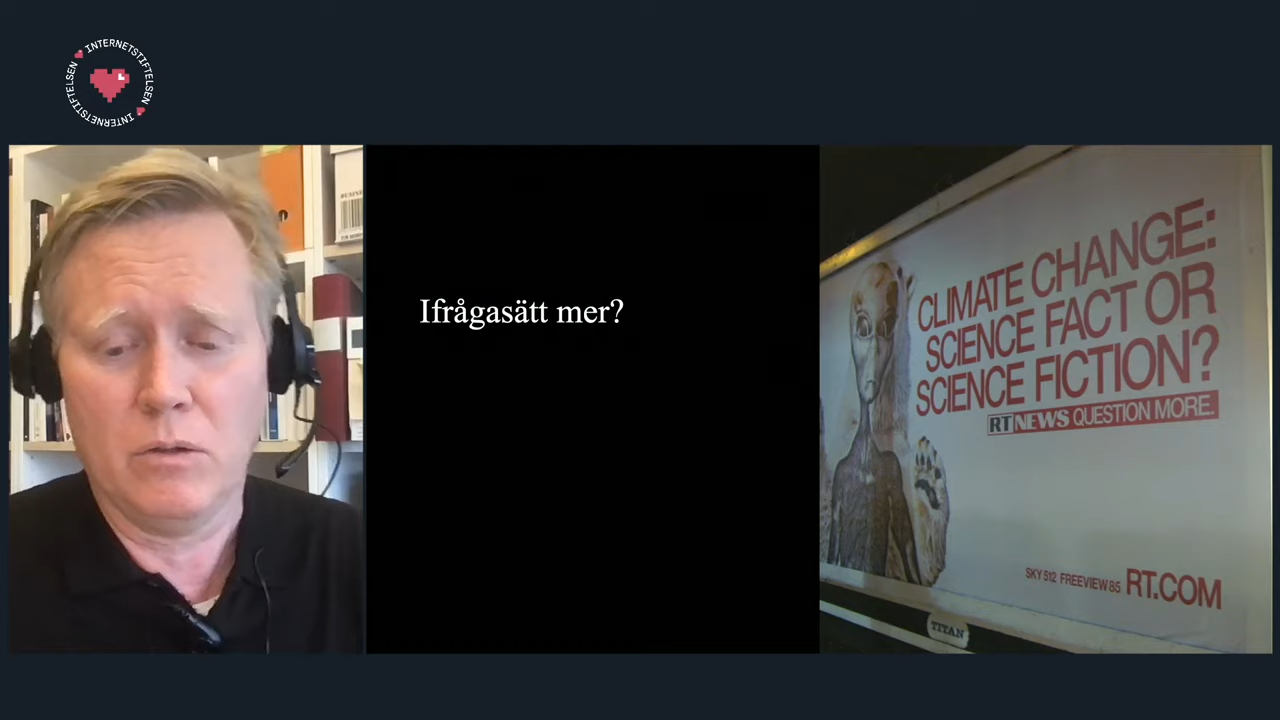 INTERNETSTIFTELSEN
INTERNETSTIFTELSEN
Ifrågasätt mer?
CLIMATE CHANGE:
SCIENCE FACT OR
SCIENCE FICTION?
RT NEWS QUESTION MORE.
SKY 512 FREEVIEW 85 RT.COM
TITAN